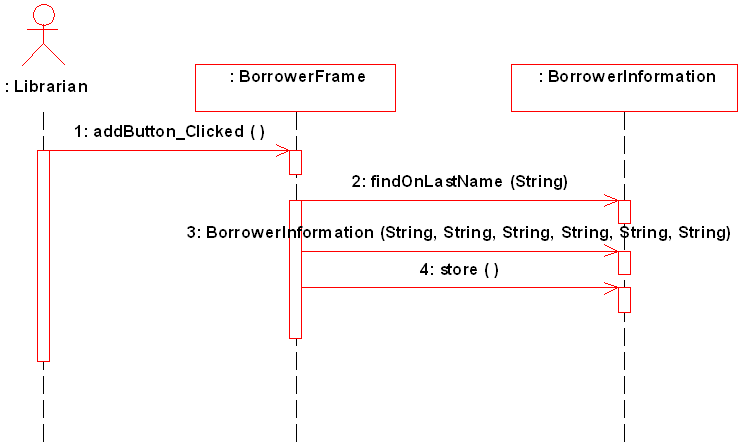 : Librarian
: BorrowerFrame
: BorrowerInformation
1: addButton_Clicked ( )
2: findOnLastName (String)
3: BorrowerInformation (String, String, String, String, String, String)
4: store ( )